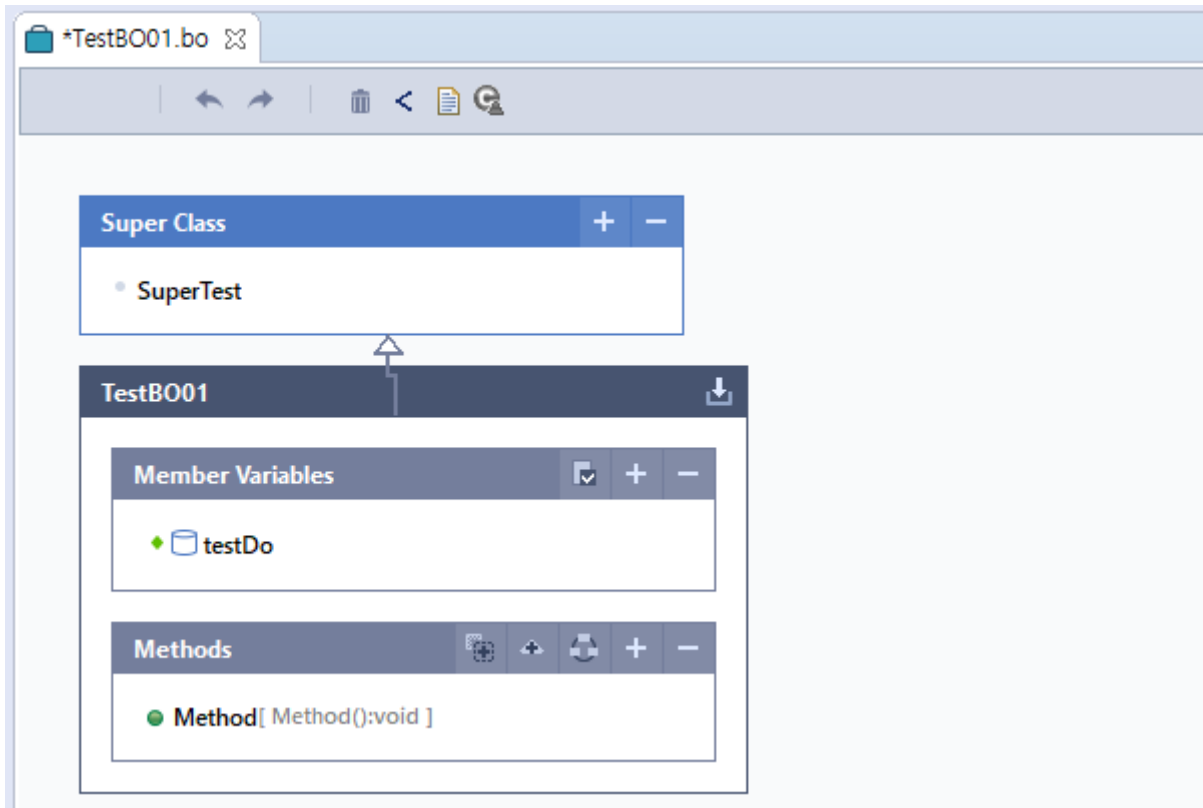 *TestBO01.bo
Super Class
SuperTest
TestBO01
Member Variables
testDo
Methods
Method[ Method():void ]